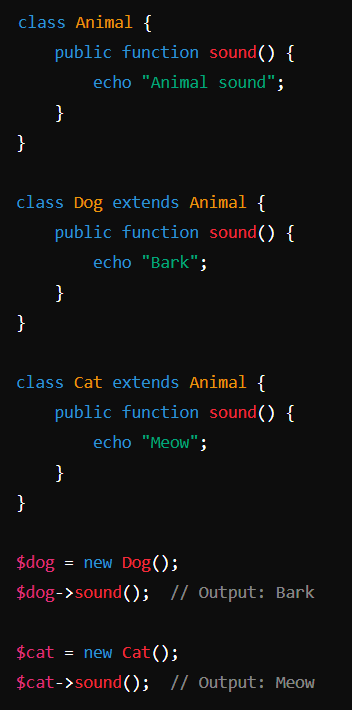 class Animal {
    public function sound() {
        echo "Animal sound";
    }
}

class Dog extends Animal {
    public function sound() {
        echo "Bark";
    }
}

class Cat extends Animal {
    public function sound() {
        echo "Meow";
    }
}

$dog = new Dog();
$dog->sound();  // Output: Bark

$cat = new Cat();
$cat->sound();  // Output: Meow